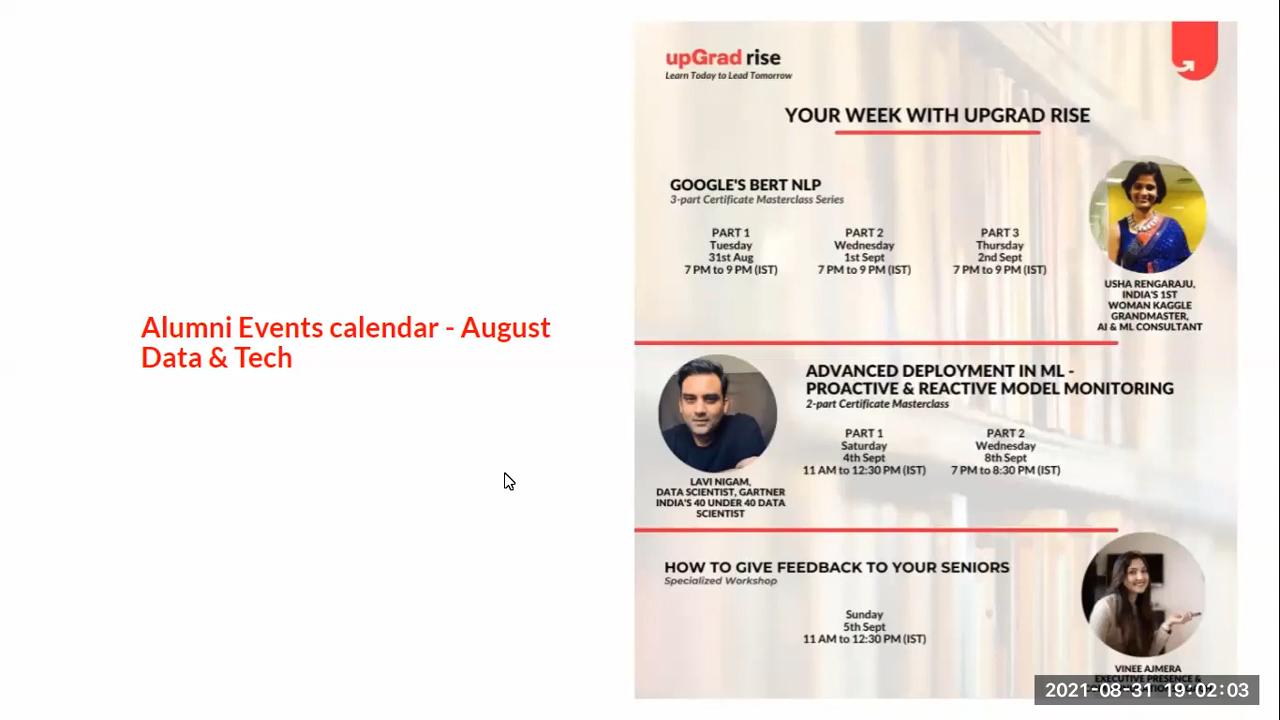 upGrad rise
Learn Today to Lead Tomorrow
YOUR WEEK WITH UPGRAD RISE
GOOGLE'S BERT NLP
3-part Certificate Masterclass Series
PART 1
Tuesday
31st Aug
7 PM to 9 PM (IST)
PART 2
Wednesday
1st Sept
7 PM to 9 PM (IST)
PART 3
Thursday
2nd Sept
7 PM to 9 PM (IST)
USHA RENGARAJU,
INDIA'S 1ST
WOMAN KAGGLE
GRANDMASTER,
AI & ML CONSULTANT
Alumni Events calendar - August
Data & Tech
ADVANCED DEPLOYMENT IN ML -
PROACTIVE & REACTIVE MODEL MONITORING
2-part Certificate Masterclass
PART 1
Saturday
4th Sept
11 AM to 12:30 PM (IST)
PART 2
Wednesday
8th Sept
7 PM to 8:30 PM (IST)
LAVI NIGAM,
DATA SCIENTIST, GARTNER
INDIA'S 40 UNDER 40 DATA
SCIENTIST
HOW TO GIVE FEEDBACK TO YOUR SENIORS
Specialized Workshop
Sunday
5th Sept
11 AM to 12:30 PM (IST)
VINEE AJMERA
EXECUTIVE PRESENCE &
2021-08-31 19:02:03